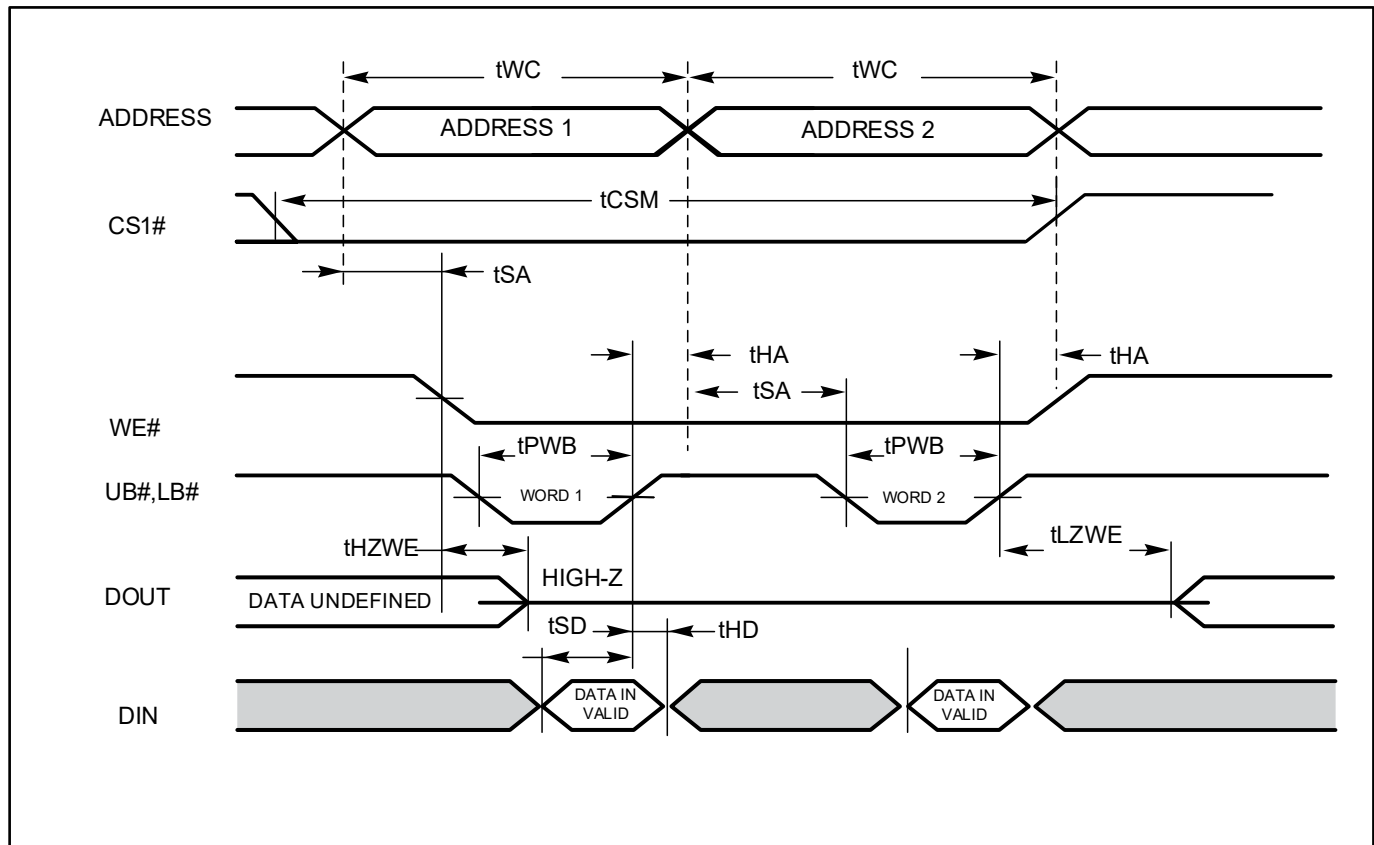 tWC tWC
ADDRESS ADDRESS 1 ADDRESS 2
tCSM
CS1#
tSA
tHA tHA
tSA
WE#
tPWB tPWB
UB#,LB# WORD 1 WORD 2
tHZWE tLZWE
HIGH-Z
DOUT DATA UNDEFINED
tSD tHD
DIN DATA IN VALID DATA IN VALID